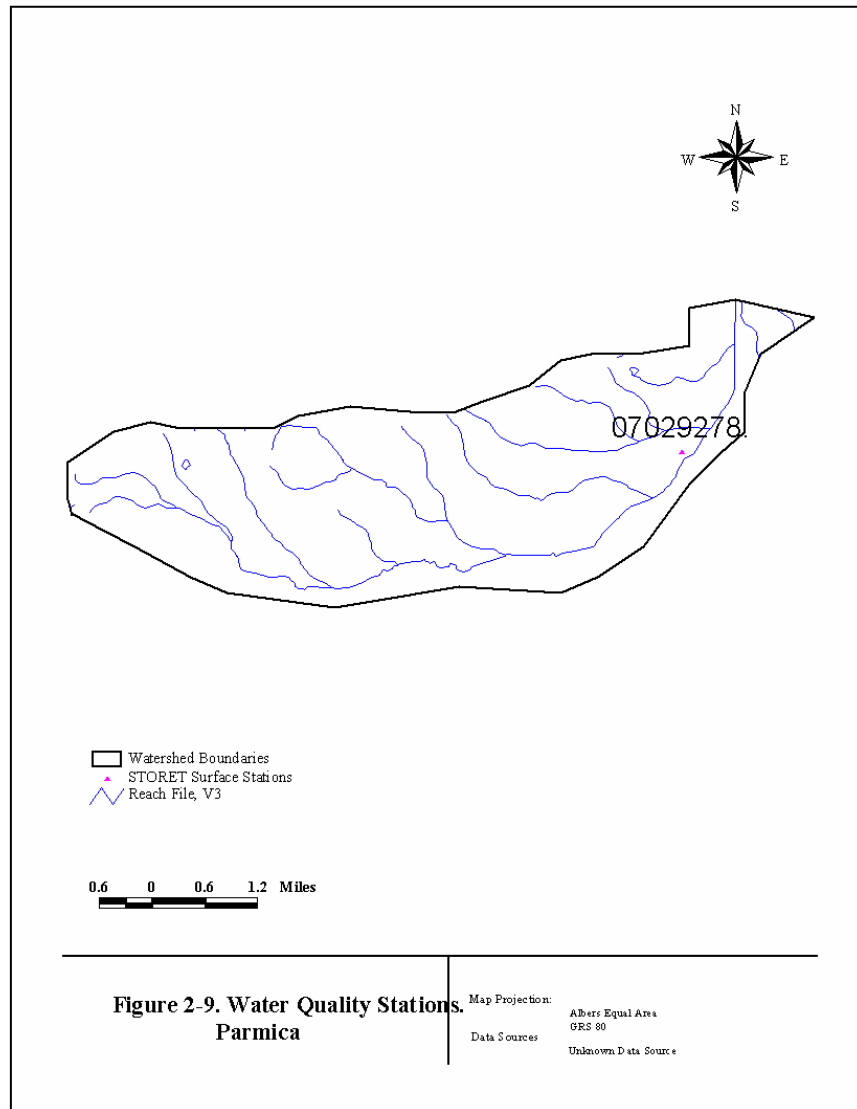 N
W E
S
07029278.
Watershed Boundaries
STORET Surface Stations
Reach File, V3
0.6 0 0.6 1.2 Miles
Figure 2-9. Water Quality Stations.
Parmica
Map Projection:
Albers Equal Area
GRS 80
Data Sources
Unknown Data Source